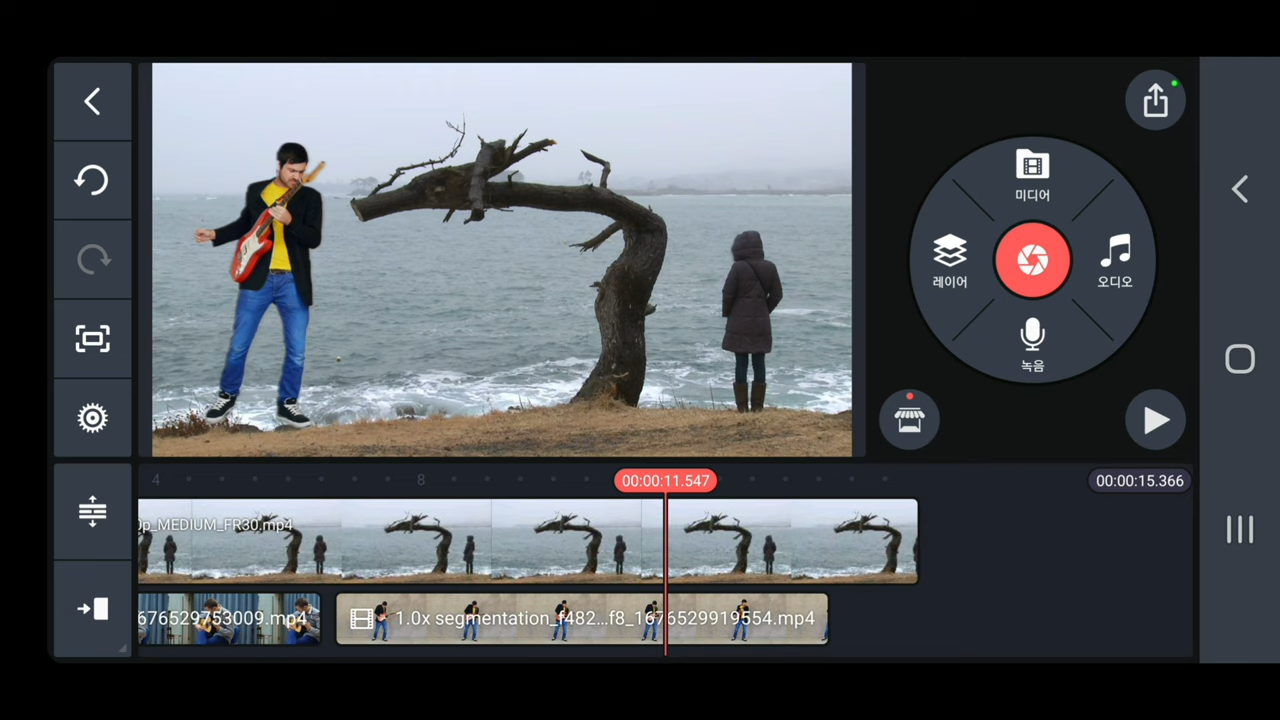 미디어
레이어
오디오
녹음
4
8
00:00:11.547
00:00:15.366
0p_MEDIUM_FR30.mp4
676529753009.mp4
1.0x segmentation_f482...f8_1676529919554.mp4